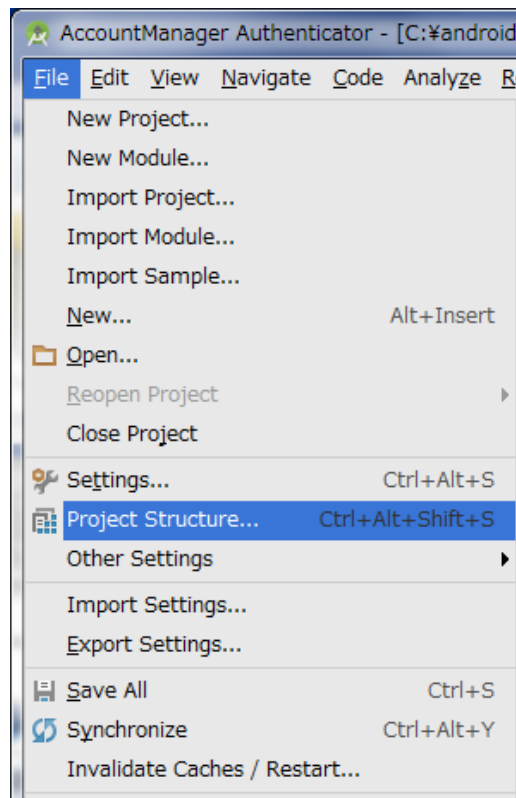 AccountManager Authenticator - [C:¥android
File Edit View Navigate Code Analyze R
New Project...
New Module...
Import Project...
Import Module...
Import Sample...
New... Alt+Insert
Open...
Reopen Project
Close Project
Settings... Ctrl+Alt+S
Project Structure... Ctrl+Alt+Shift+S
Other Settings
Import Settings...
Export Settings...
Save All Ctrl+S
Synchronize Ctrl+Alt+Y
Invalidate Caches / Restart...